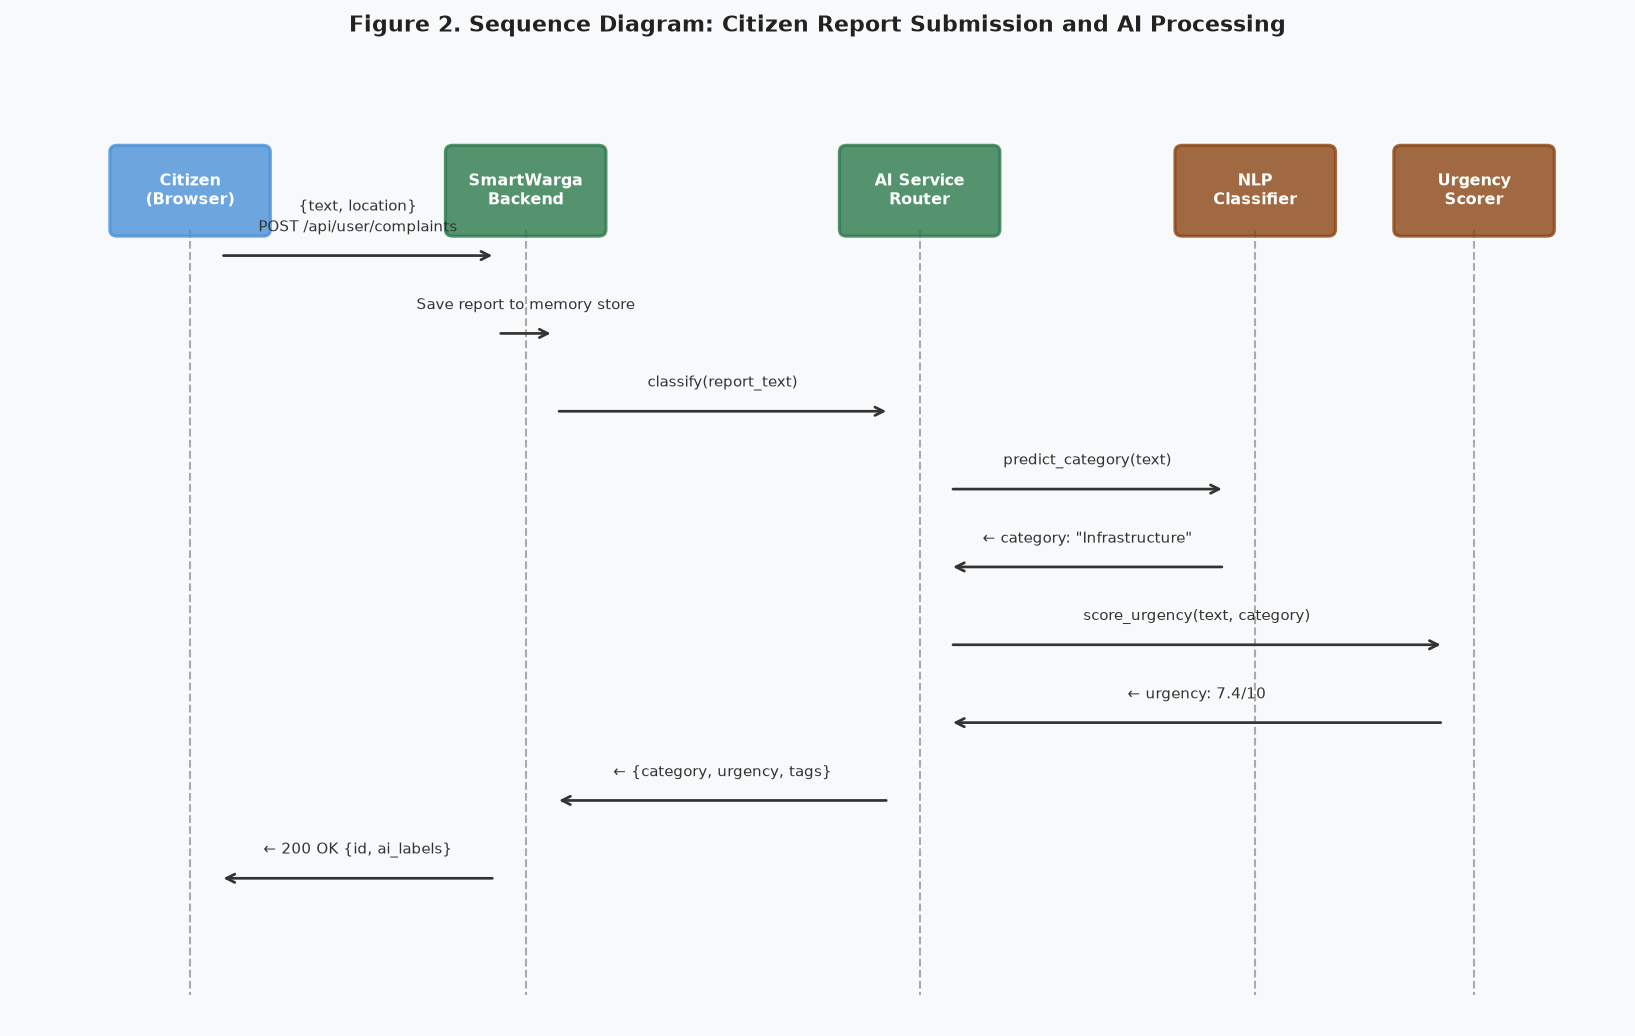 Figure 2. Sequence Diagram: Citizen Report Submission and AI Processing
Citizen
(Browser)
SmartWarga
Backend
AI Service
Router
NLP
Classifier
Urgency
Scorer
{text, location}
POST /api/user/complaints
Save report to memory store
classify(report_text)
predict_category(text)
← category: "Infrastructure"
score_urgency(text, category)
← urgency: 7.4/10
← {category, urgency, tags}
← 200 OK {id, ai_labels}